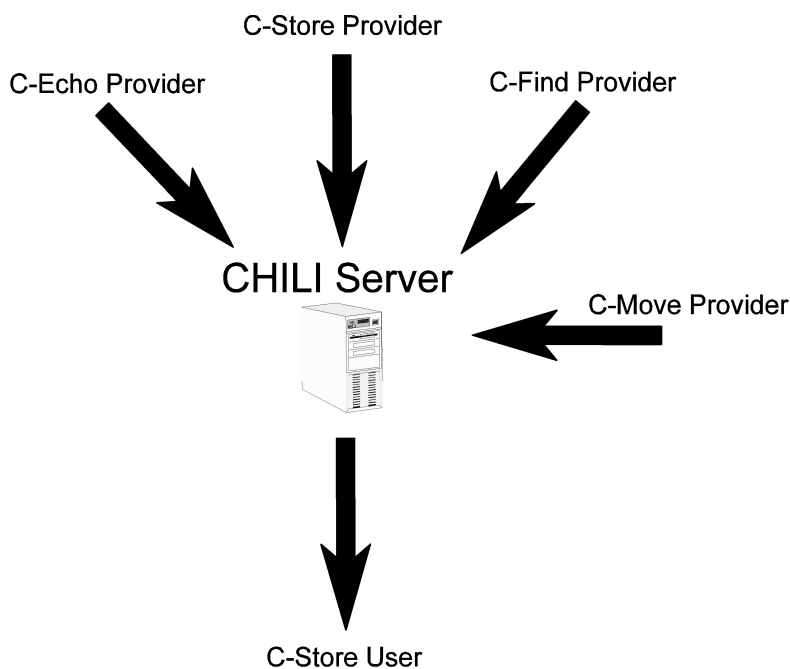 C-Store Provider
C-Echo Provider
C-Find Provider
CHILI Server
C-Move Provider
C-Store User